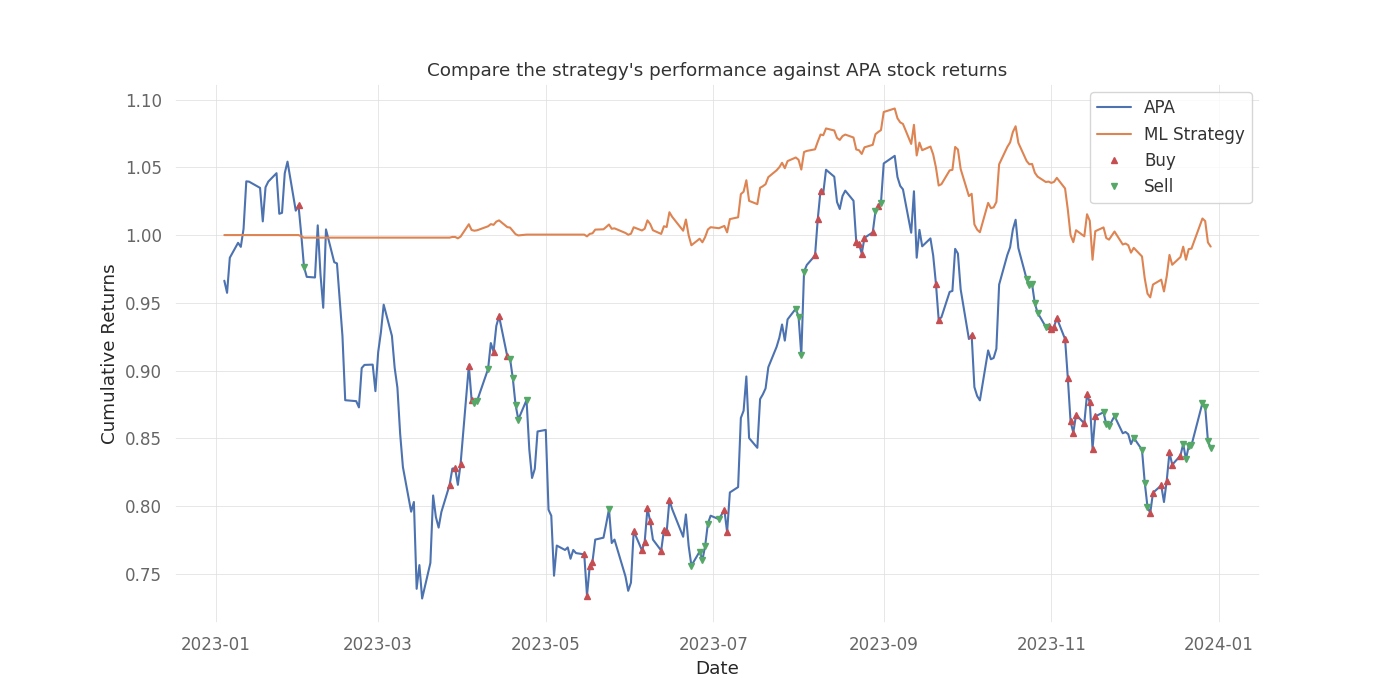 Compare the strategy's performance against APA stock returns
1.10
1.05
1.00
0.95
0.90
0.85
0.80
0.75
Cumulative Returns
APA
ML Strategy
Buy
Sell
2023-01 2023-03 2023-05 2023-07 2023-09 2023-11 2024-01
Date